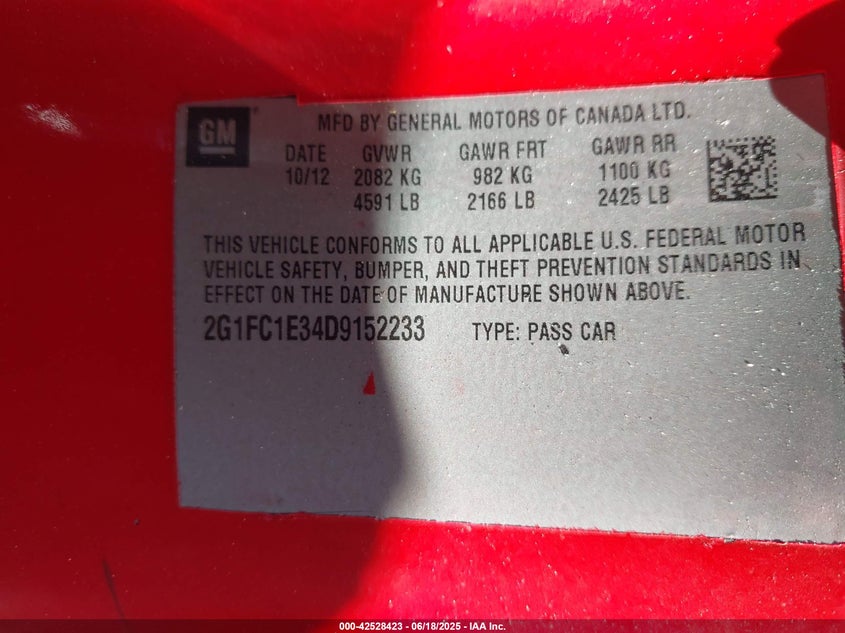 GM
MFD BY GENERAL MOTORS OF CANADA LTD.
DATE GVWR GAWR FRT GAWR RR
10/12 2082 KG 982 KG 1100 KG
4591 LB 2166 LB 2425 LB
THIS VEHICLE CONFORMS TO ALL APPLICABLE U.S. FEDERAL MOTOR
VEHICLE SAFETY, BUMPER, AND THEFT PREVENTION STANDARDS IN
EFFECT ON THE DATE OF MANUFACTURE SHOWN ABOVE.
2G1FC1E34D9152233 TYPE: PASS CAR
000-42528423 - 06/18/2025 - IAA Inc.